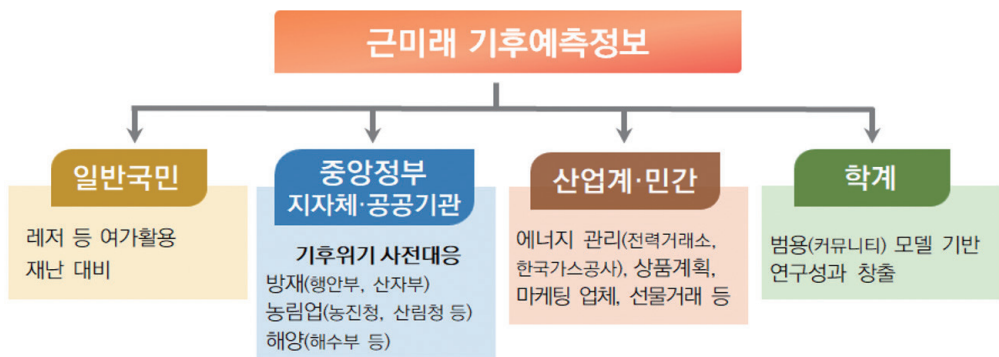 근미래 기후예측정보
일반국민
레저 등 여가활용
재난 대비
중앙정부
지자체·공공기관
기후위기 사전대응
방재(행안부, 산자부)
농림업(농진청, 산림청 등)
해양(해수부 등)
산업계·민간
에너지 관리(전력거래소,
한국가스공사), 상품계획,
마케팅 업체, 선물거래 등
학계
범용(커뮤니티) 모델 기반
연구성과 창출